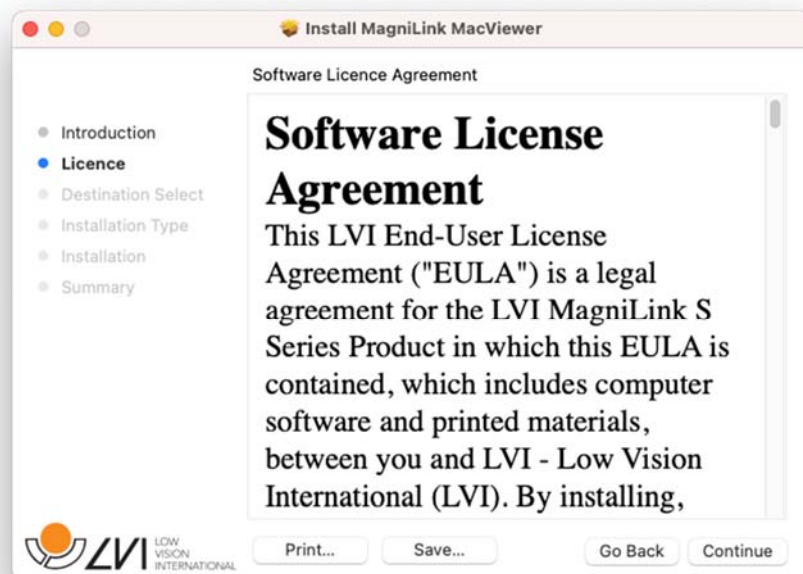 Install MagniLink MacViewer
Software Licence Agreement
Introduction
Licence
Destination Select
Installation Type
Installation
Summary
Software License
Agreement
This LVI End-User License
Agreement ("EULA") is a legal
agreement for the LVI MagniLink S
Series Product in which this EULA is
contained, which includes computer
software and printed materials,
between you and LVI - Low Vision
International (LVI). By installing,
LVI
LOW
VISION
INTERNATIONAL
Print...
Save...
Go Back
Continue